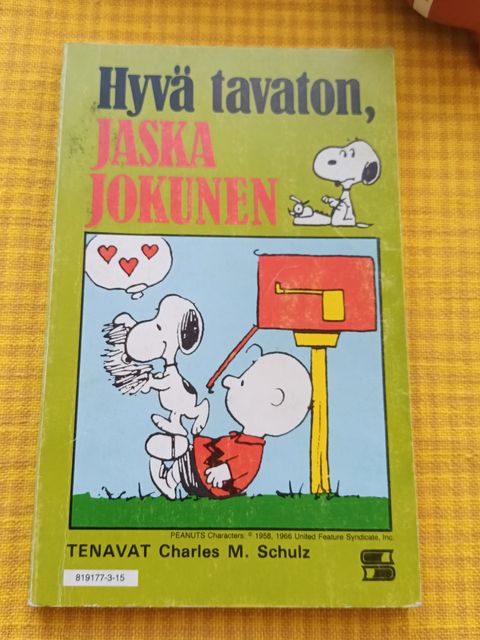 Hyvä tavaton,
JASKA
JOKUNEN
PEANUTS Characters: © 1958, 1966 United Feature Syndicate, Inc.
TENAVAT Charles M. Schulz
819177-3-15